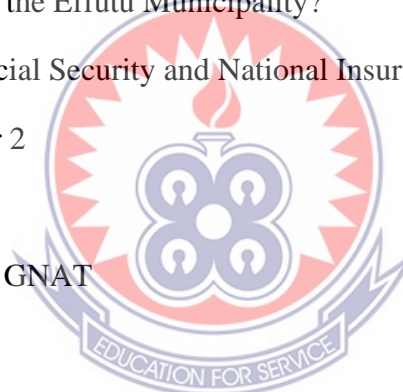 the Effutu Municipality?
cial Security and National Insur
2
GNAT
EDUCATION FOR SERVICE